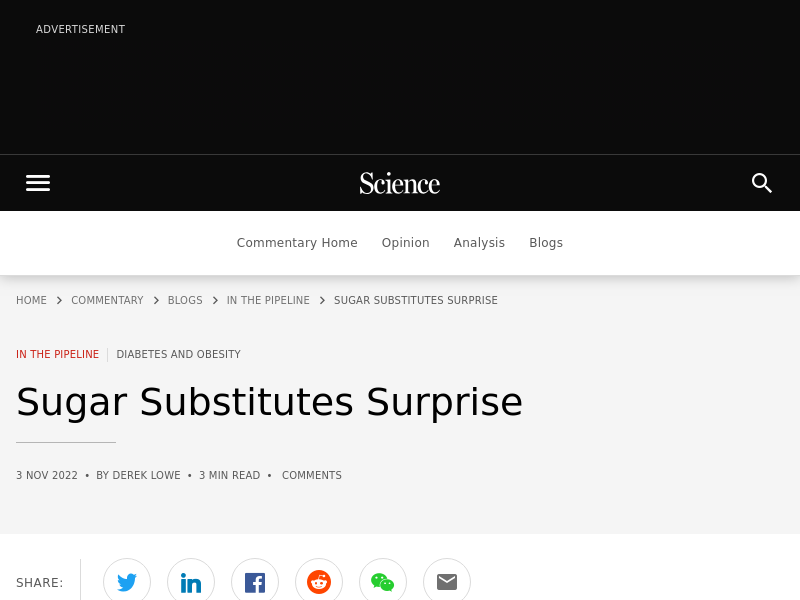 ADVERTISEMENT
Science
Commentary Home Opinion Analysis Blogs
HOME COMMENTARY BLOGS IN THE PIPELINE SUGAR SUBSTITUTES SURPRISE
IN THE PIPELINE DIABETES AND OBESITY
Sugar Substitutes Surprise
3 NOV 2022 • BY DEREK LOWE • 3 MIN READ • COMMENTS
SHARE: